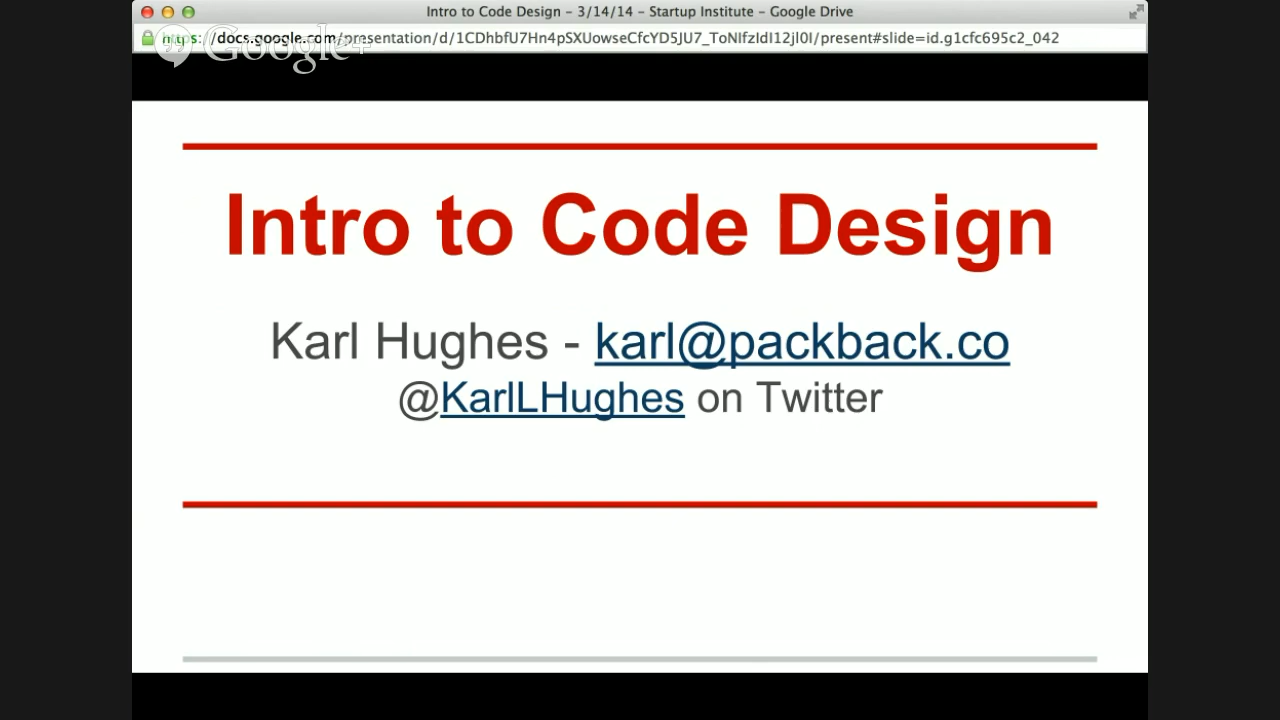 Intro to Code Design - 3/14/14 - Startup Institute - Google Drive
https://docs.google.com/presentation/d/1CDhbfU7Hn4pSXUowseCfcYD5JU7_ToNIfzIdI12jl0I/present#slide=id.g1cfc695c2_042
Google+
Intro to Code Design
Karl Hughes - karl@packback.co
@KarlLHughes on Twitter